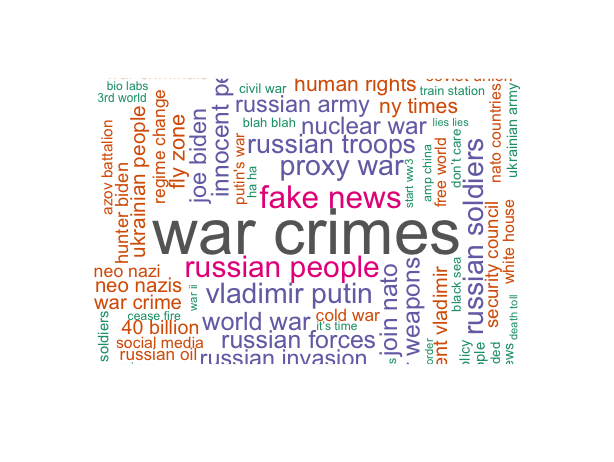 bio labs
3rd world
civil war
human rights
soviet union
train station
russian army
ny times
blah blah
nuclear war
lies lies
russian troops
proxy war
fake news
war crimes
russian people
vladimir putin
neo nazi
neo nazis
war crime
cease fire
40 billion
social media
russian oil
world war
cold war
it's time
russian forces
russian invasion
azov battalion
hunter biden
ukrainian people
regime change
fly zone
joe biden
innocent pe
putin's war
ha ha
start ww3
amp china
free world
don't care
russian soldiers
nato countries
ukrainian army
security council
white house
black sea
ent vladimir
weapons
join nato
war ii
soldiers
death toll
order
olicy
ople
ded
ews